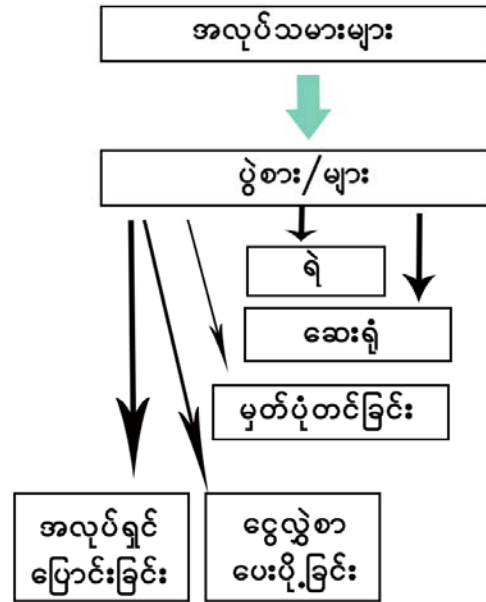 အလုပ်သမားများ
ပွဲစား/များ
ရဲ
ဆေးရုံ
မှတ်ပုံတင်ခြင်း
အလုပ်ရှင်
ပြောင်းခြင်း
ငွေလွှဲစာ
ပေးပို့ခြင်း